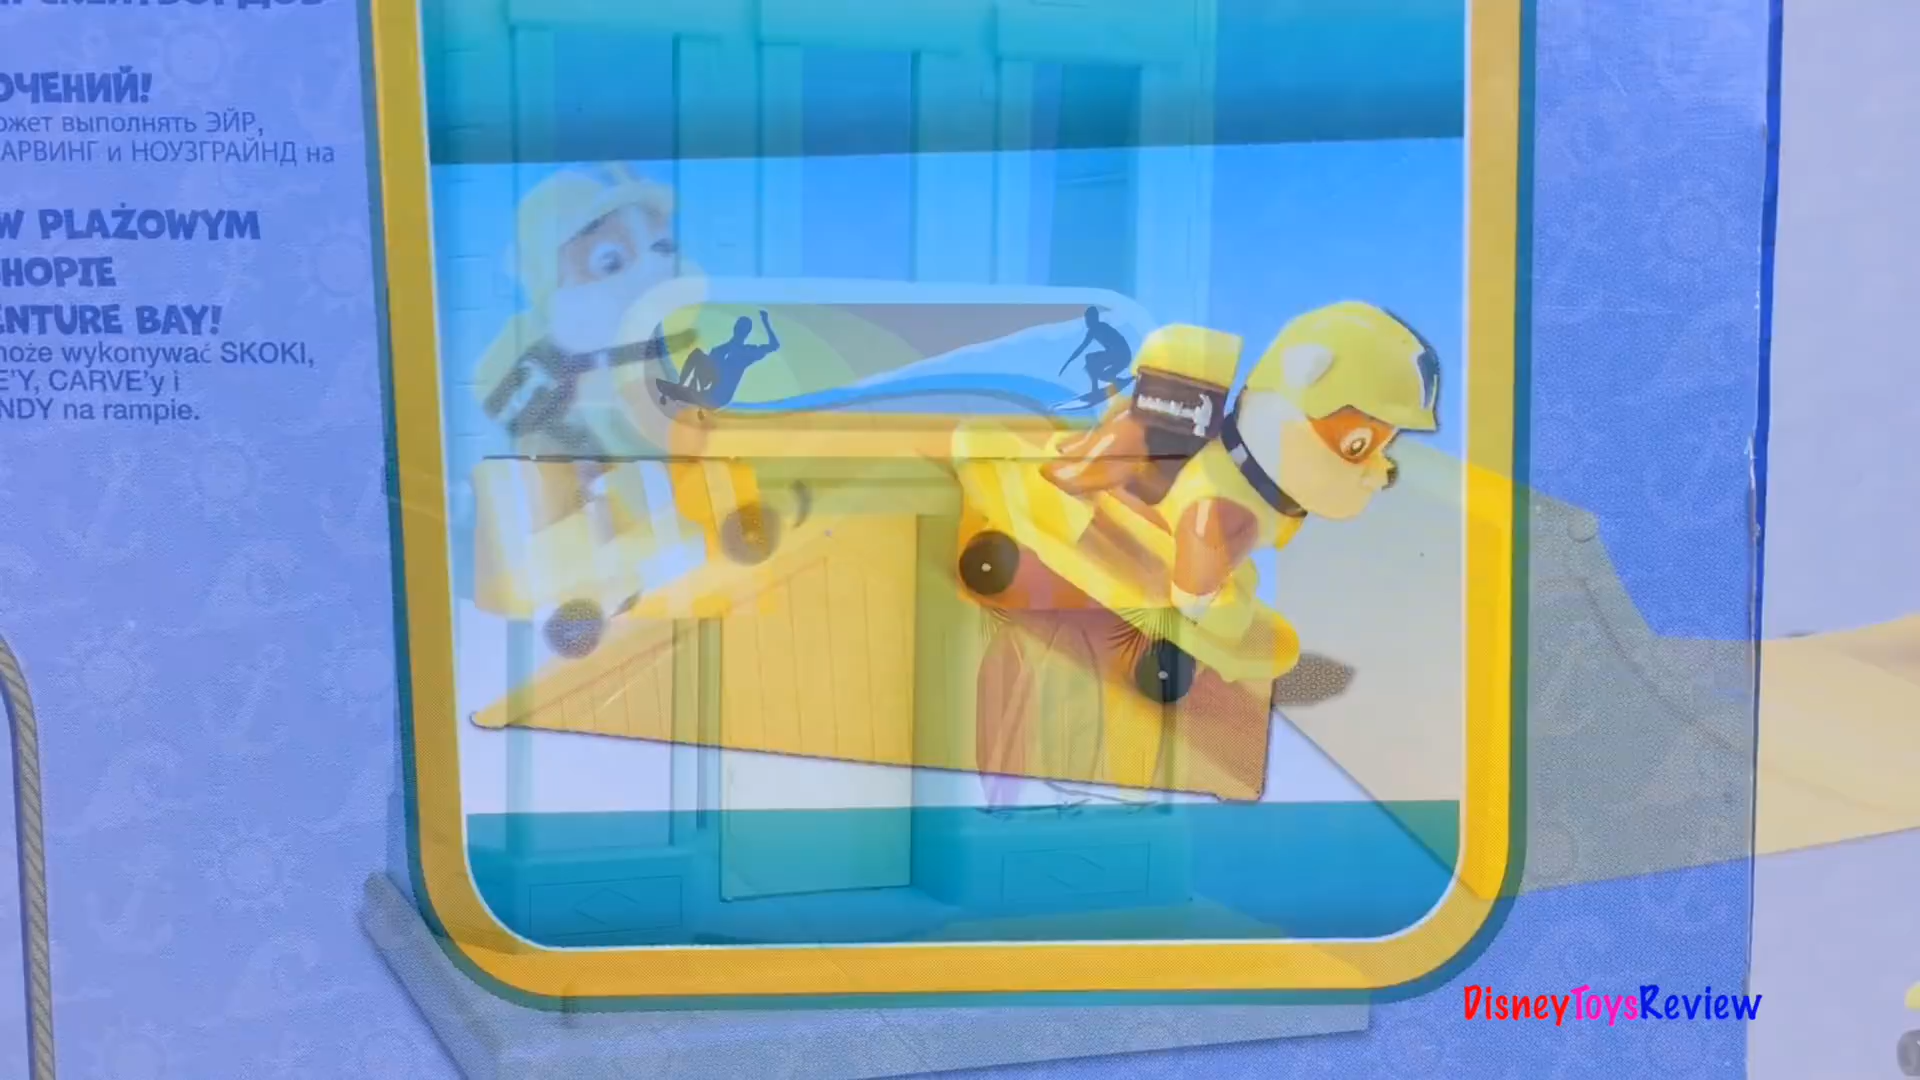 ОЧЕНИЙ!
ожет выполнять ЭЙР,
АРВИНГ и НОУЗГРАЙНД на
W PLAŻOWYM
HOPIE
ENTURE BAY!
może wykonywać SKOKI,
E'Y, CARVE'y i
NDY na rampie.
DisneyToysReview